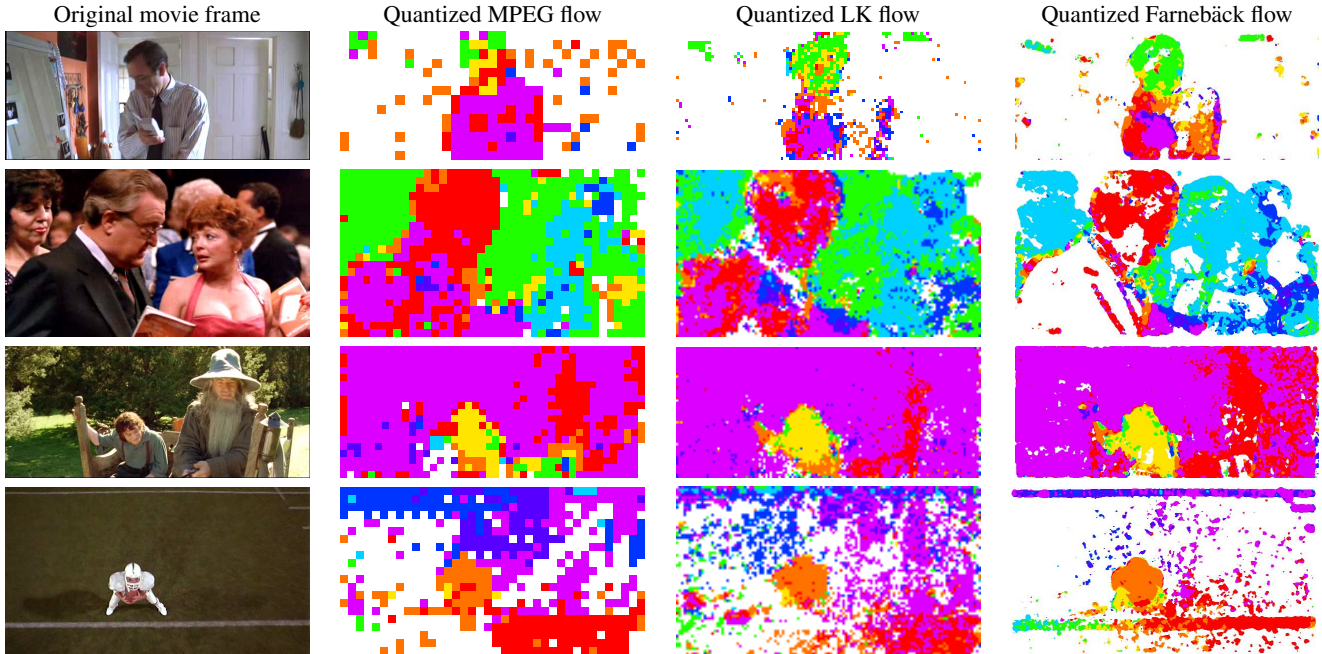 Original movie frame
Quantized MPEG flow
Quantized LK flow
Quantized Farnebäck flow